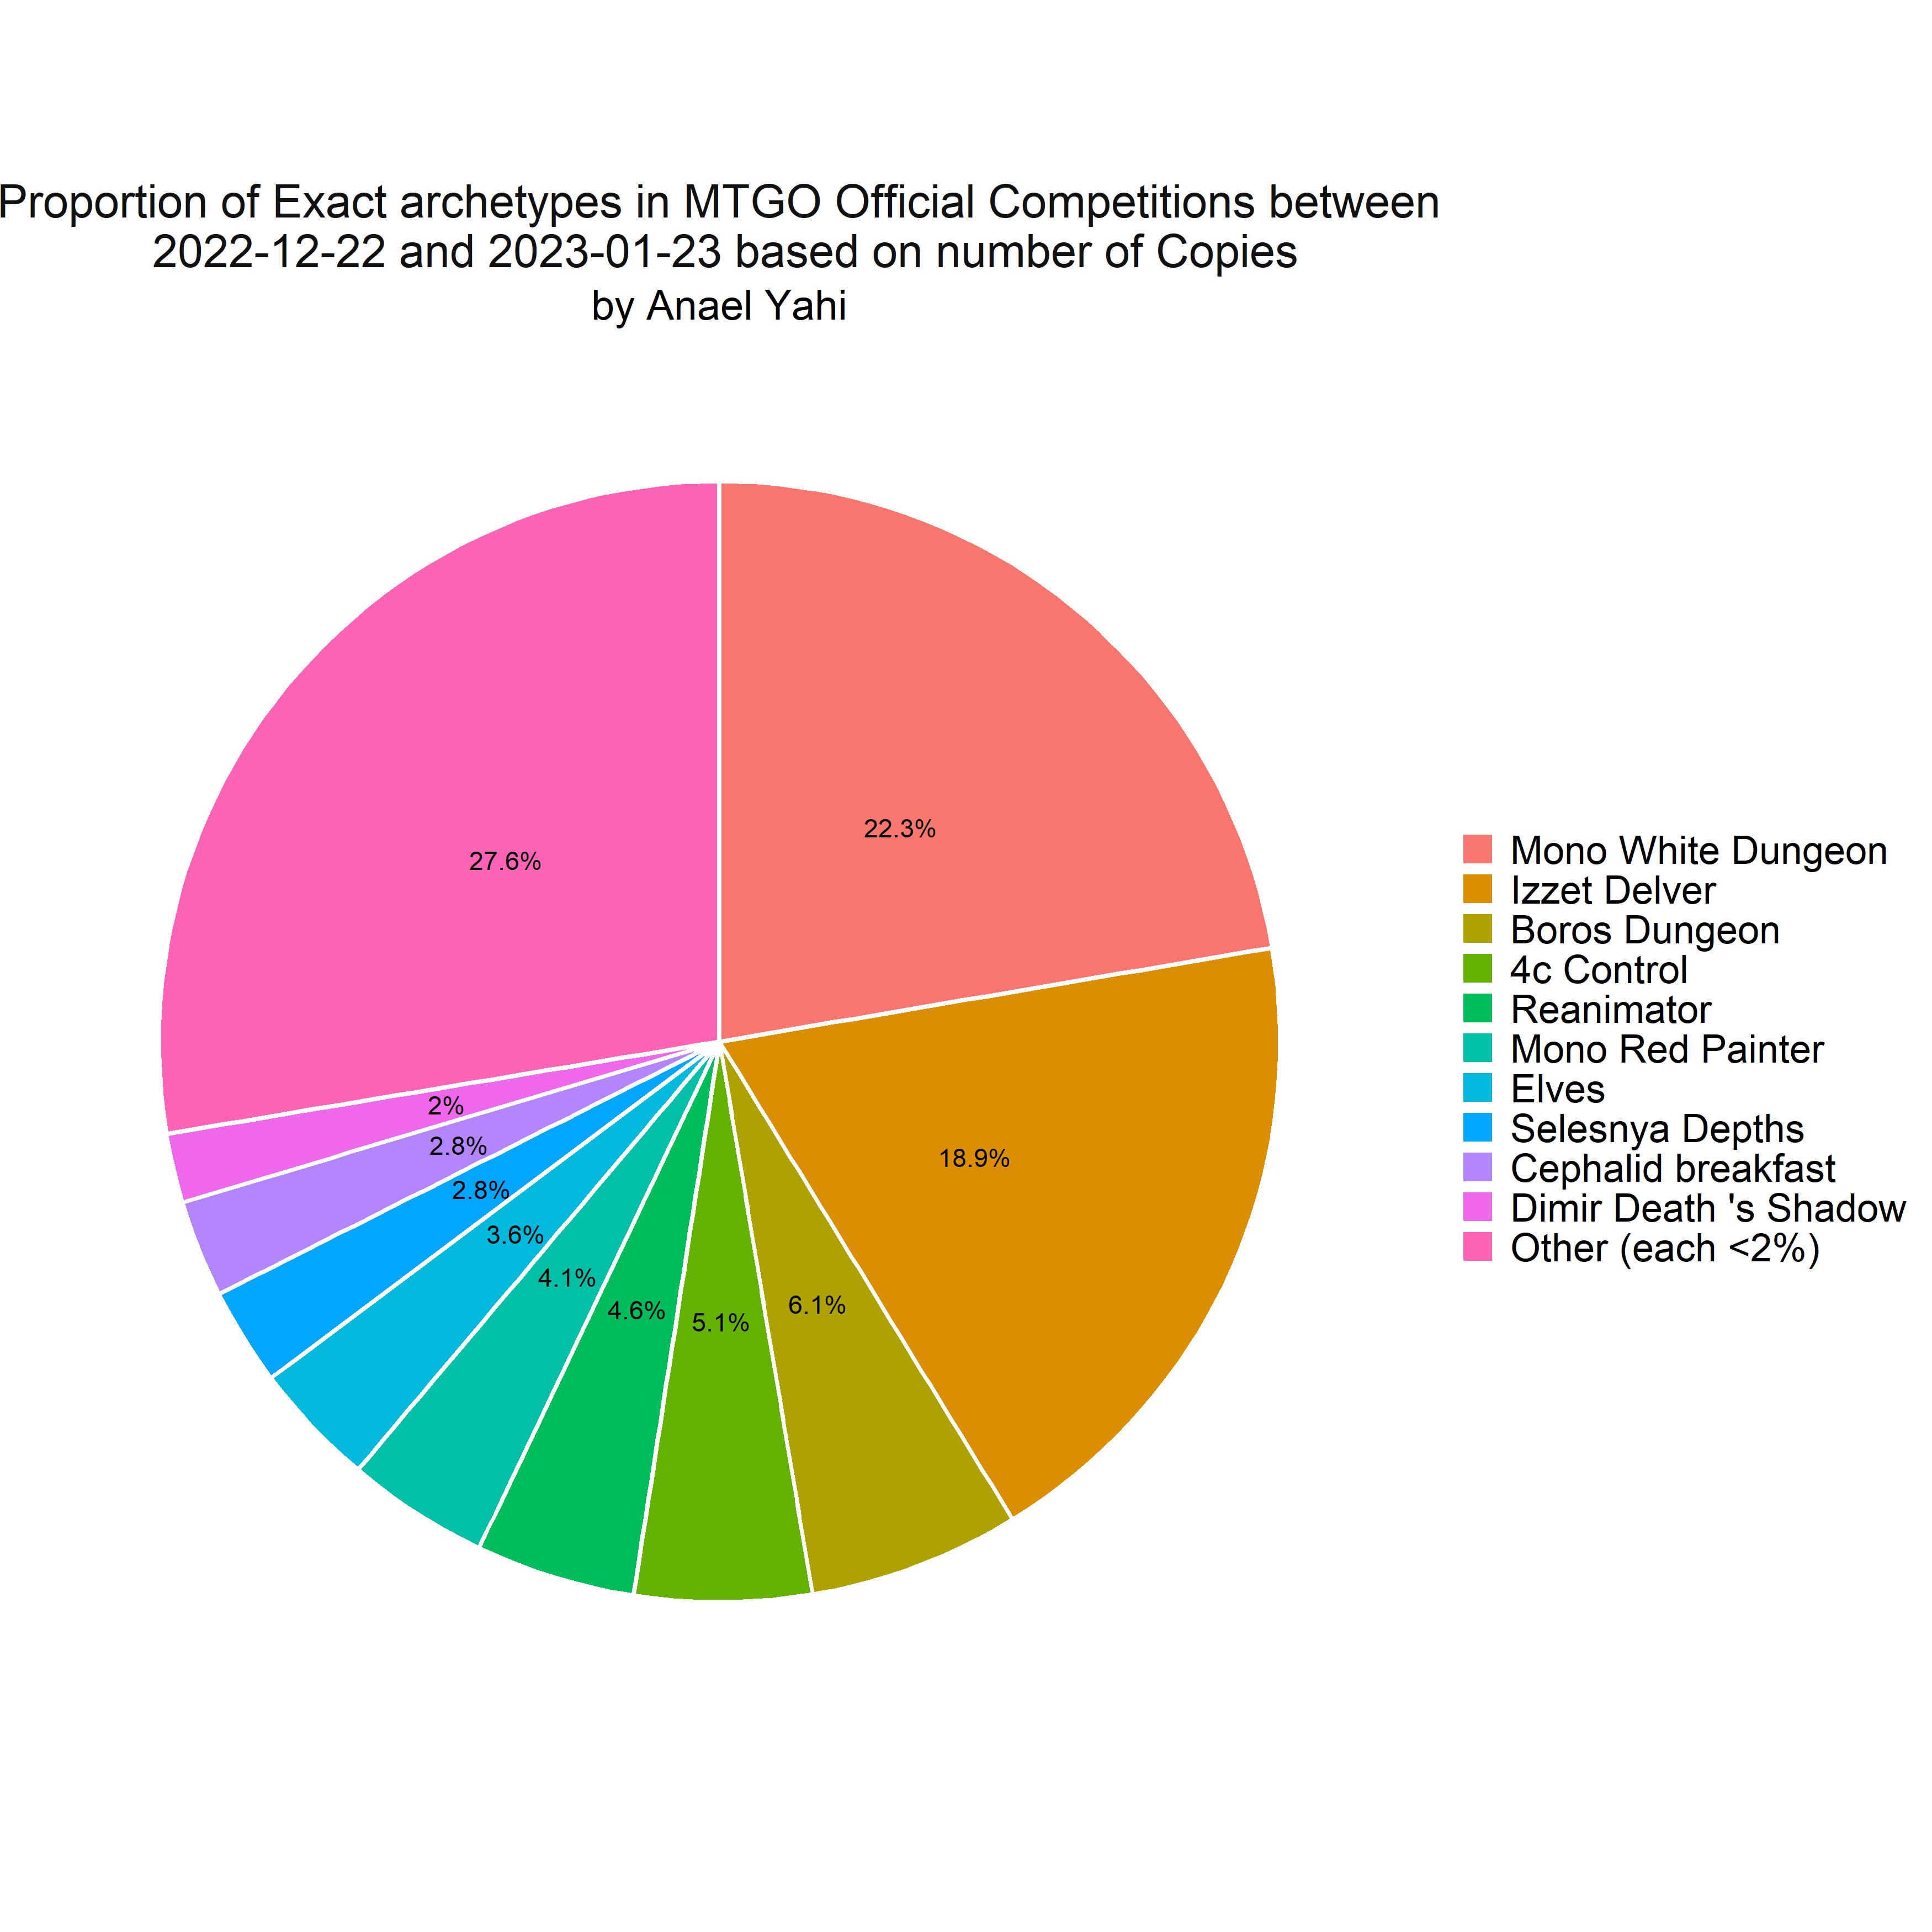 Proportion of Exact archetypes in MTGO Official Competitions between
2022-12-22 and 2023-01-23 based on number of Copies
by Anael Yahi
22.3%
27.6%
18.9%
2%
2.8%
2.8%
3.6%
4.1%
4.6%
5.1%
6.1%
Mono White Dungeon
Izzet Delver
Boros Dungeon
4c Control
Reanimator
Mono Red Painter
Elves
Selesnya Depths
Cephalid breakfast
Dimir Death 's Shadow
Other (each <2%)